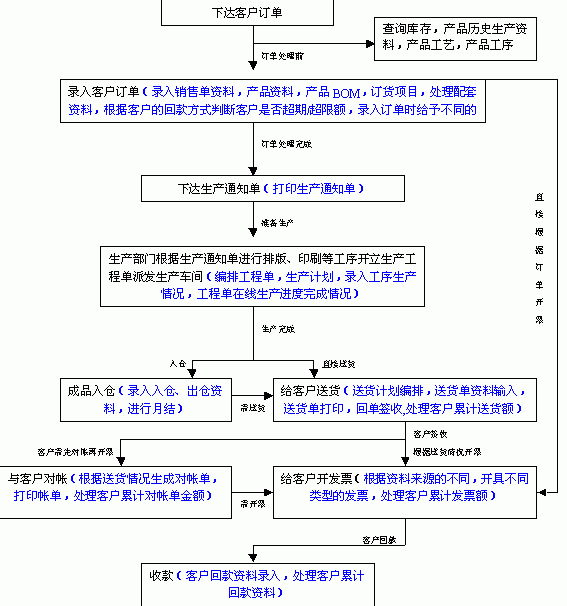 下达客户订单
查询库存，产品历史生产资
料，产品工艺，产品工序
订单处理前
录入客户订单（录入销售单资料，产品资料，产品BOM，订货项目，处理配套
资料，根据客户的回款方式判断客户是否超期/超限额，录入订单时给予不同的
订单处理完成
下达生产通知单（打印生产通知单）
直接根据订单开票
准备生产
生产部门根据生产通知单进行排版、印刷等工序开立生产工
程单派发生产车间（编排工程单，生产计划，录入工序生产
情况，工程单在线生产进度完成情况）
生产完成
入仓
直接送货
成品入仓（录入入仓、出仓资
料，进行月结）
需送货
给客户送货（送货计划编排，送货单资料输入，
送货单打印，回单签收,处理客户累计送货额）
客户签收
客户需先对帐再开票
根据送货情况开票
与客户对帐（根据送货情况生成对帐单，
打印帐单，处理客户累计对帐单金额）
需开票
给客户开发票（根据资料来源的不同，开具不同
类型的发票，处理客户累计发票额）
客户回款
收款（客户回款资料录入，处理客户累计
回款资料）